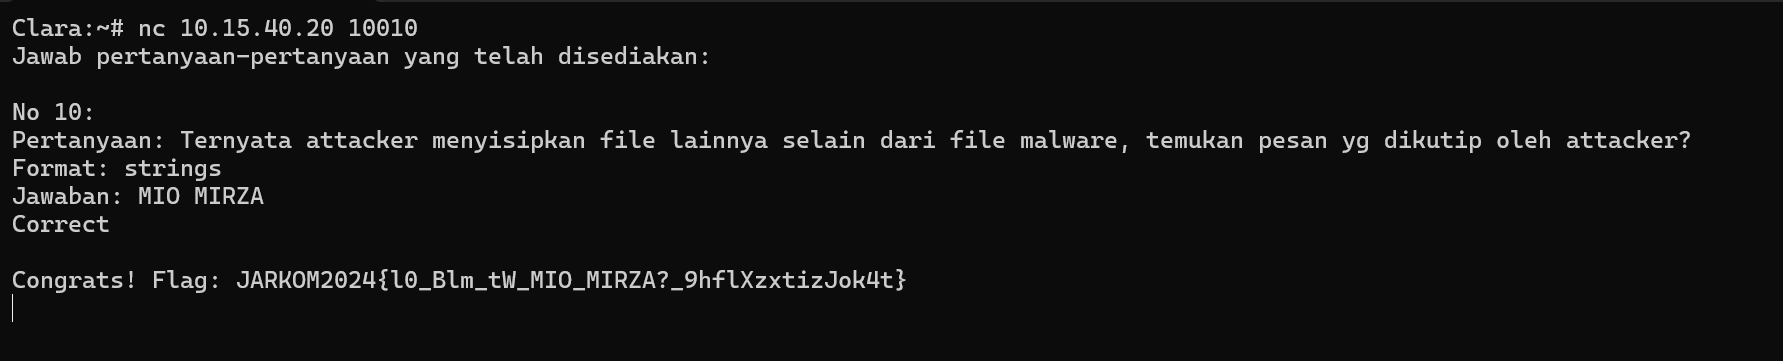 Clara:~# nc 10.15.40.20 10010
Jawab pertanyaan-pertanyaan yang telah disediakan:
No 10:
Pertanyaan: Ternyata attacker menyisipkan file lainnya selain dari file malware, temukan pesan yg dikutip oleh attacker?
Format: strings
Jawaban: MIO MIRZA
Correct
Congrats! Flag: JARKOM2024{l0_Blm_tW_MIO_MIRZA?_9hflXzxtizJok4t}